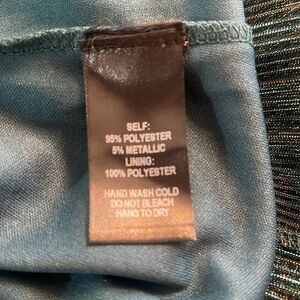 SELF:
95% POLYESTER
5% METALLIC
LINING:
100% POLYESTER
HAND WASH COLD
DO NOT BLEACH
HANG TO DRY